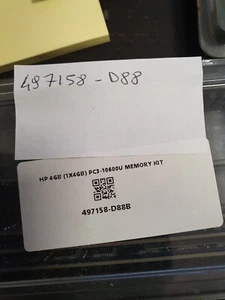 497158-D88
HP 4GB (1X4GB) PC3-10600U MEMORY KIT
497158-D88B